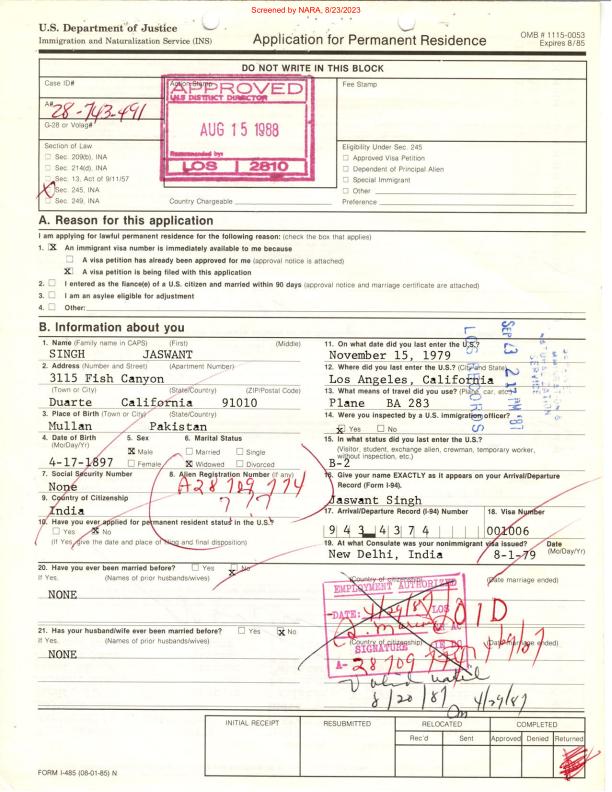 Screened by NARA, 8/23/2023
U.S. Department of Justice
Immigration and Naturalization Service (INS)
Application for Permanent Residence
OMB # 1115-0053
Expires 8/85
DO NOT WRITE IN THIS BLOCK
Case ID#
Action Stamp
Fee Stamp
A#
28-743-491
G-28 or Volag#
APPROVED
U.S DISTRICT DIRECTOR
AUG 15 1988
Recommended by:
LOS 2810
Section of Law
☐ Sec. 209(b), INA
☐ Sec. 214(d), INA
☐ Sec. 13, Act of 9/11/57
Sec. 245, INA
☐ Sec. 249, INA
Country Chargeable
Eligibility Under Sec. 245
☐ Approved Visa Petition
☐ Dependent of Principal Alien
☐ Special Immigrant
☐ Other
Preference
A. Reason for this application
I am applying for lawful permanent residence for the following reason: (check the box that applies)
1. X An immigrant visa number is immediately available to me because
☐ A visa petition has already been approved for me (approval notice is attached)
X A visa petition is being filed with this application
2. ☐ I entered as the fiance(e) of a U.S. citizen and married within 90 days (approval notice and marriage certificate are attached)
3. ☐ I am an asylee eligible for adjustment
4. ☐ Other:
B. Information about you
1. Name (Family name in CAPS) (First) (Middle)
SINGH JASWANT
2. Address (Number and Street) (Apartment Number)
3115 Fish Canyon
(Town or City) (State/Country) (ZIP/Postal Code)
Duarte California 91010
3. Place of Birth (Town or City) (State/Country)
Mullan Pakistan
4. Date of Birth (Mo/Day/Yr)
5. Sex
6. Marital Status
X Male ☐ Married ☐ Single
4-17-1897 ☐ Female X Widowed ☐ Divorced
7. Social Security Number
None
8. Alien Registration Number (if any)
A28 709 774
???
9. Country of Citizenship
India
10. Have you ever applied for permanent resident status in the U.S.?
☐ Yes X No
(If Yes, give the date and place of filing and final disposition)
11. On what date did you last enter the U.S.?
November 15, 1979
12. Where did you last enter the U.S.? (City and State)
Los Angeles, California
13. What means of travel did you use? (Plane, car, etc.)
Plane BA 283
14. Were you inspected by a U.S. immigration officer?
X Yes ☐ No
15. In what status did you last enter the U.S.?
(Visitor, student, exchange alien, crewman, temporary worker,
without inspection, etc.)
B-2
16. Give your name EXACTLY as it appears on your Arrival/Departure
Record (Form I-94).
Jaswant Singh
17. Arrival/Departure Record (I-94) Number
18. Visa Number
9 4 3 4 3 7 4
001006
19. At what Consulate was your nonimmigrant visa issued? Date
(Mo/Day/Yr)
New Delhi, India 8-1-79
SEP 23 2 17 PM '87
20. Have you ever been married before? ☐ Yes X No
If Yes, (Names of prior husbands/wives) (Country of citizenship) (Date marriage ended)
NONE
EMPLOYMENT AUTHORIZED
DATE: 4/29/87 LOS
SIGNATURE
A- 28 709 774
OID
21. Has your husband/wife ever been married before? ☐ Yes X No
If Yes, (Names of prior husbands/wives) (Country of citizenship) (Date marriage ended)
NONE
Valid until
8/20/87 On 4/29/87
INITIAL RECEIPT
RESUBMITTED
RELOCATED
COMPLETED
Rec'd Sent Approved Denied Returned
FORM I-485 (08-01-85) N